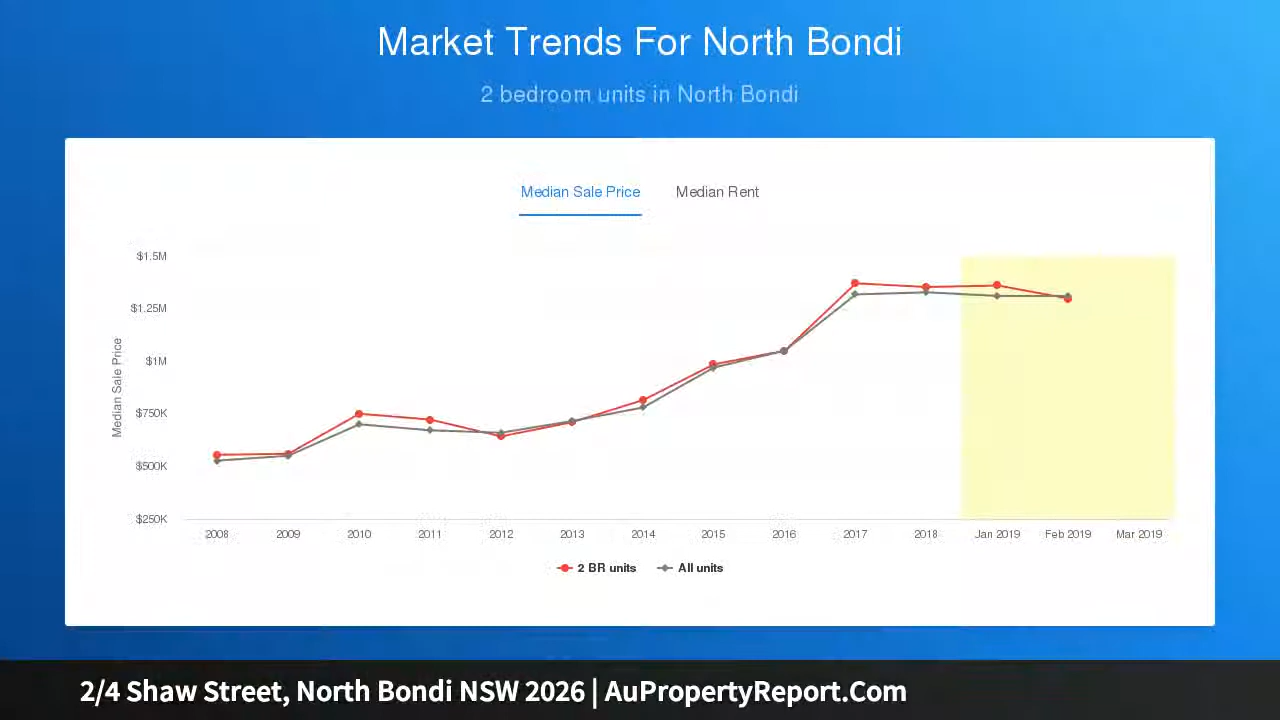 Market Trends For North Bondi
2 bedroom units in North Bondi
Median Sale Price Median Rent
$1.5M
$1.25M
$1M
$750K
$500K
$250K
Median Sale Price
2008 2009 2010 2011 2012 2013 2014 2015 2016 2017 2018 Jan 2019 Feb 2019 Mar 2019
2 BR units All units
2/4 Shaw Street, North Bondi NSW 2026 | AuPropertyReport.Com